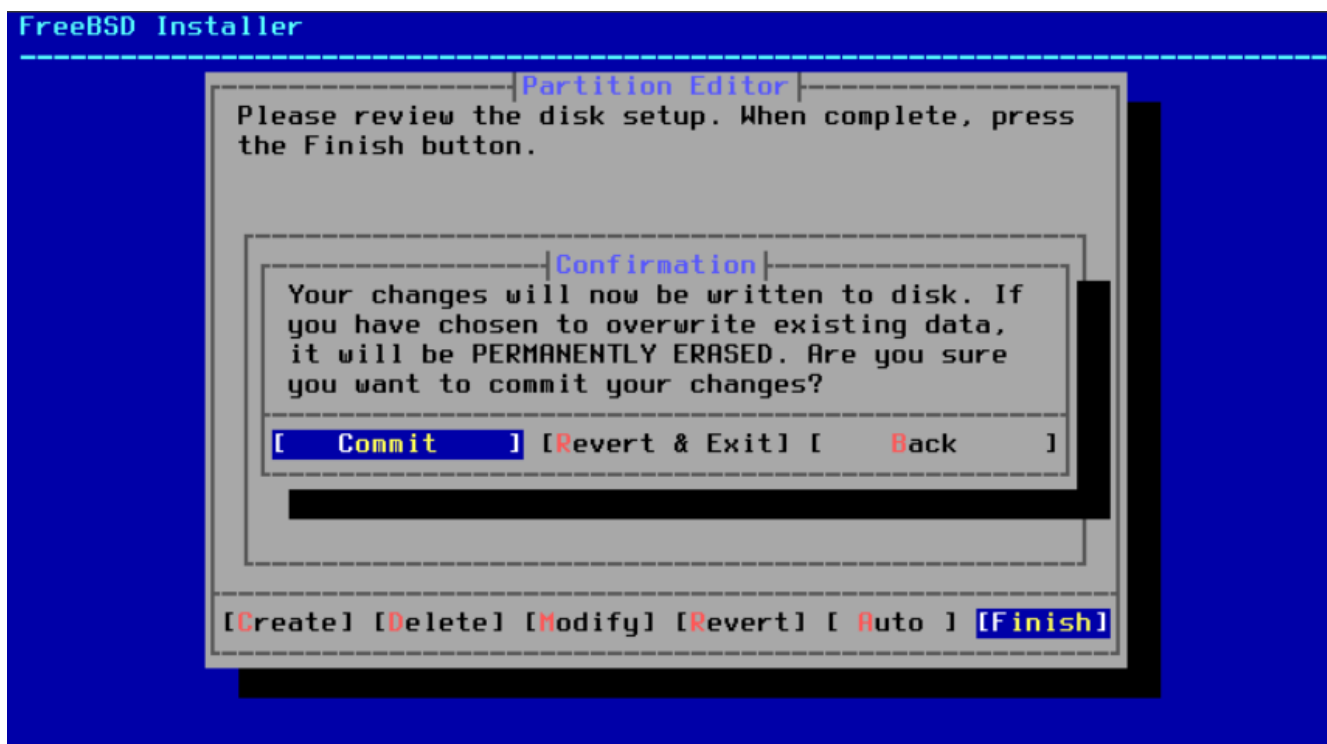 FreeBSD Installer
Partition Editor
Please review the disk setup. When complete, press
the Finish button.
Confirmation
Your changes will now be written to disk. If
you have chosen to overwrite existing data,
it will be PERMANENTLY ERASED. Are you sure
you want to commit your changes?
[ Commit ] [Revert & Exit] [ Back ]
[Create] [Delete] [Modify] [Revert] [ Auto ] [Finish]